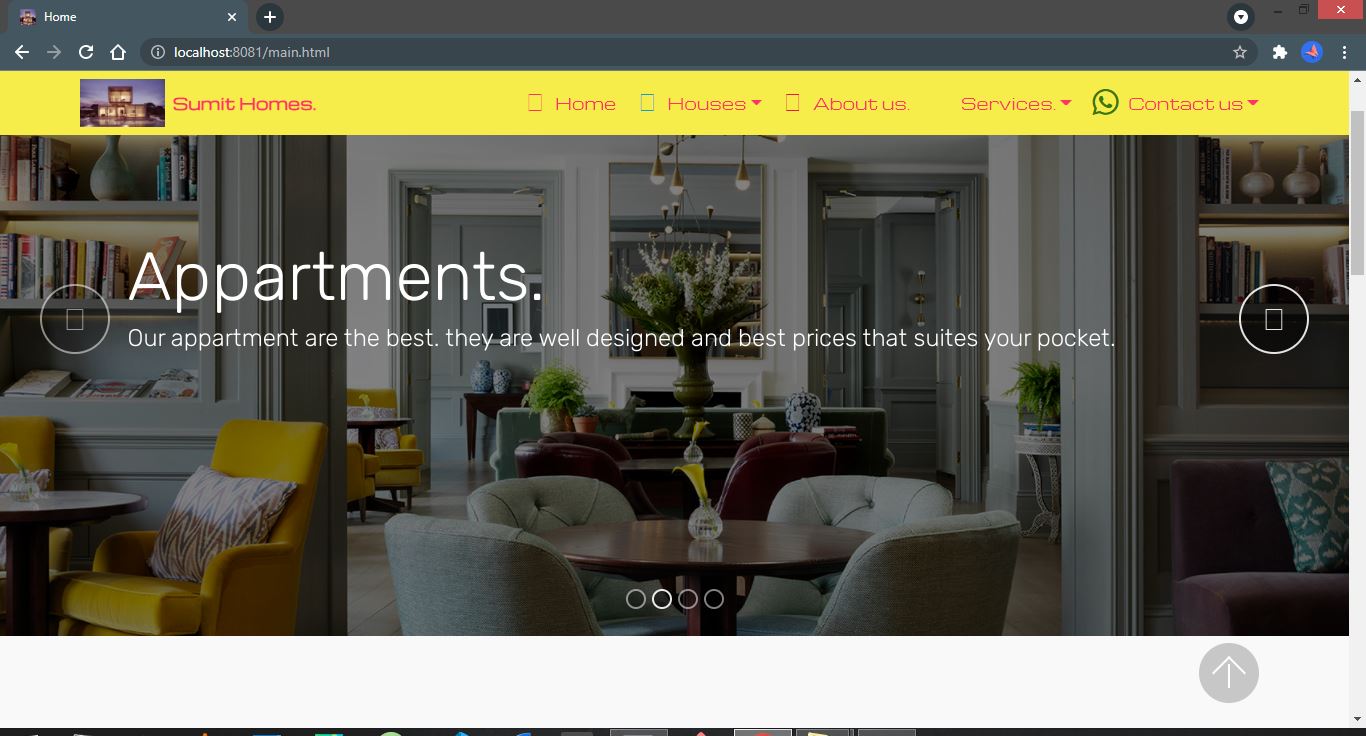 Home
localhost:8081/main.html
Sumit Homes.
Home
Houses
About us.
Services.
Contact us
Appartments.
Our appartment are the best. they are well designed and best prices that suites your pocket.